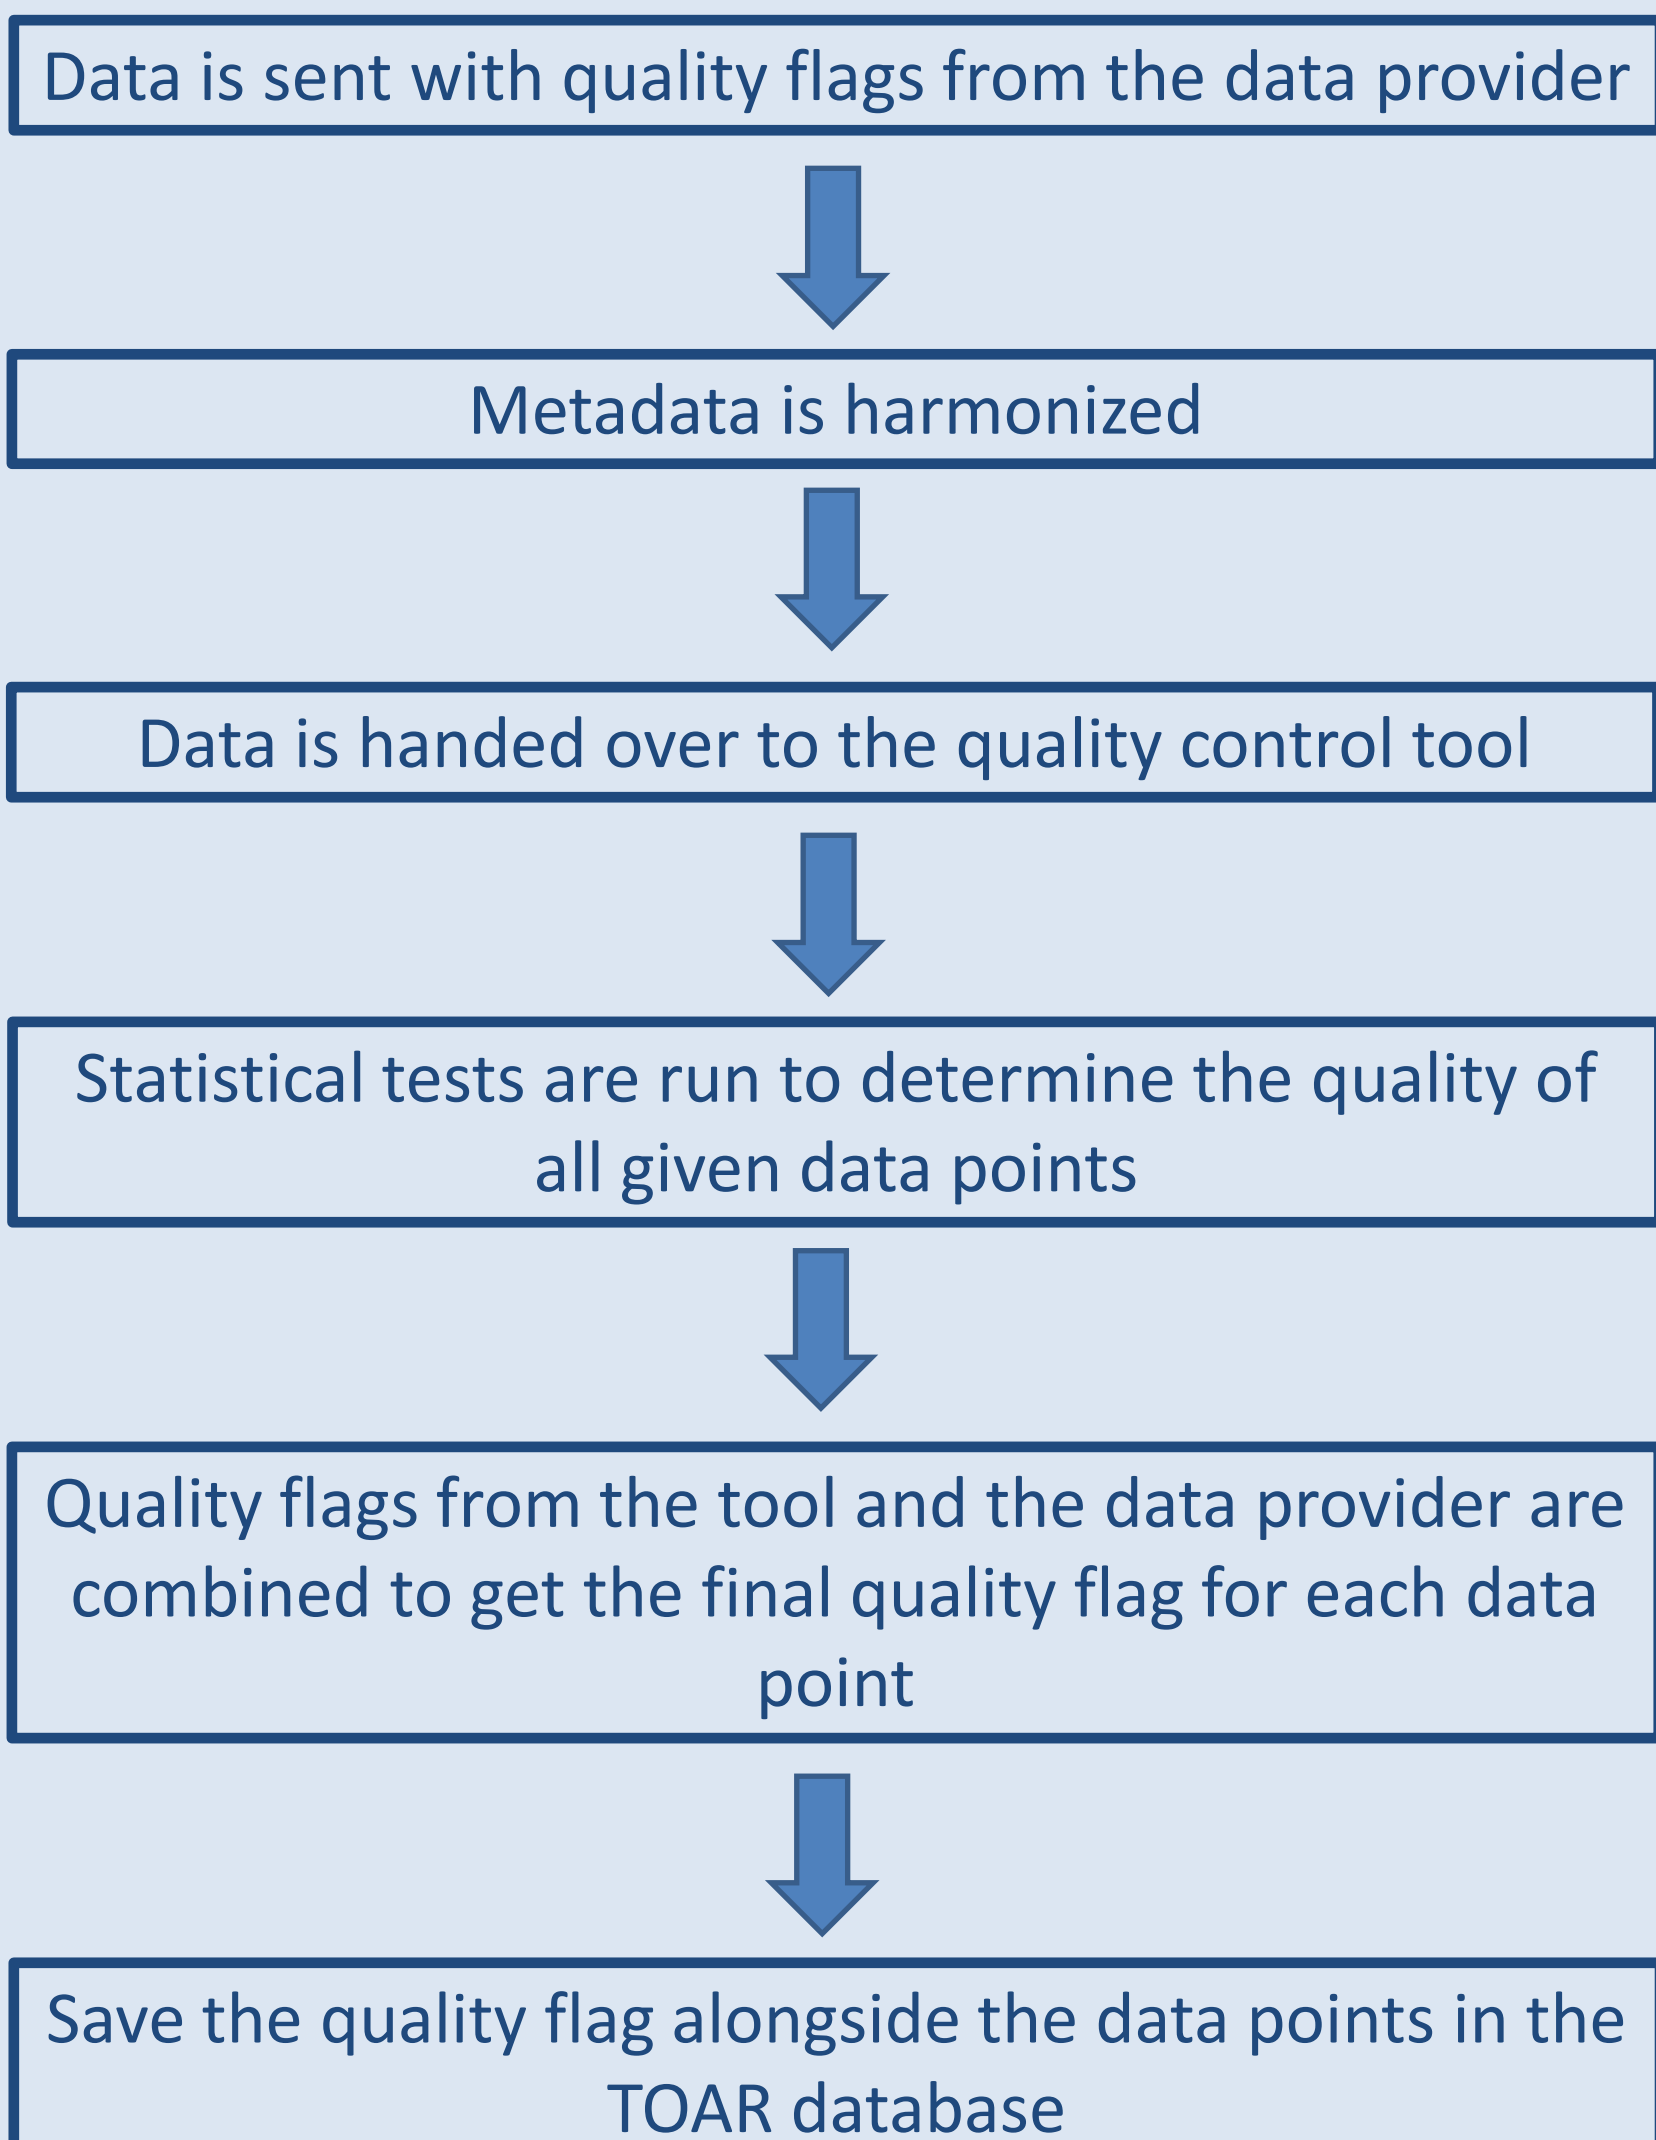 Data is sent with quality flags from the data provider
Metadata is harmonized
Data is handed over to the quality control tool
Statistical tests are run to determine the quality of
all given data points
Quality flags from the tool and the data provider are
combined to get the final quality flag for each data
point
Save the quality flag alongside the data points in the
TOAR database